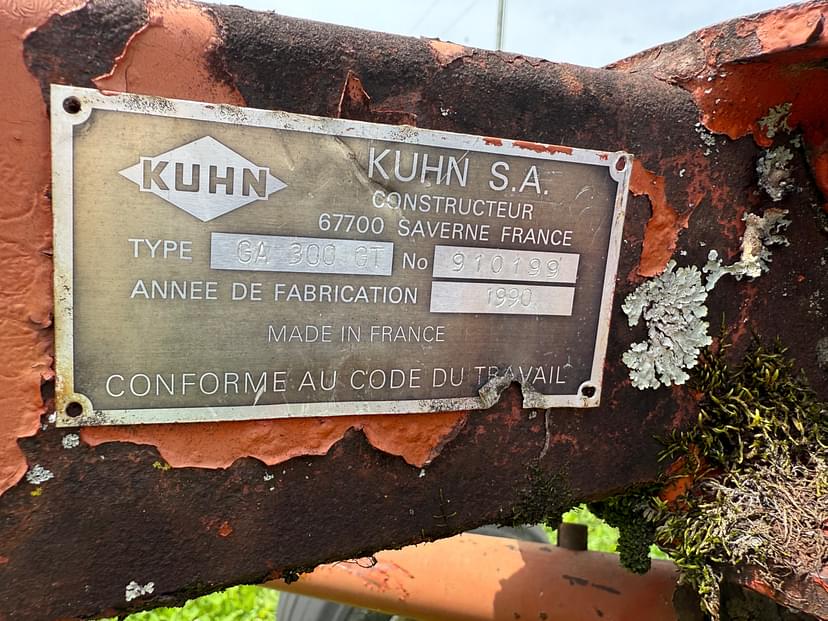 KUHN
KUHN S.A.
CONSTRUCTEUR
67700 SAVERNE FRANCE
TYPE GA 300 GT No 910199
ANNEE DE FABRICATION 1990
MADE IN FRANCE
CONFORME AU CODE DU TRAVAIL